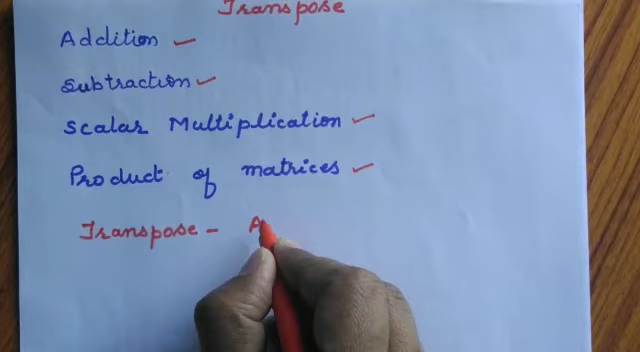 Transpose
Addition ✓
Subtraction ✓
Scalar Multiplication ✓
Product of matrices ✓
Transpose - A